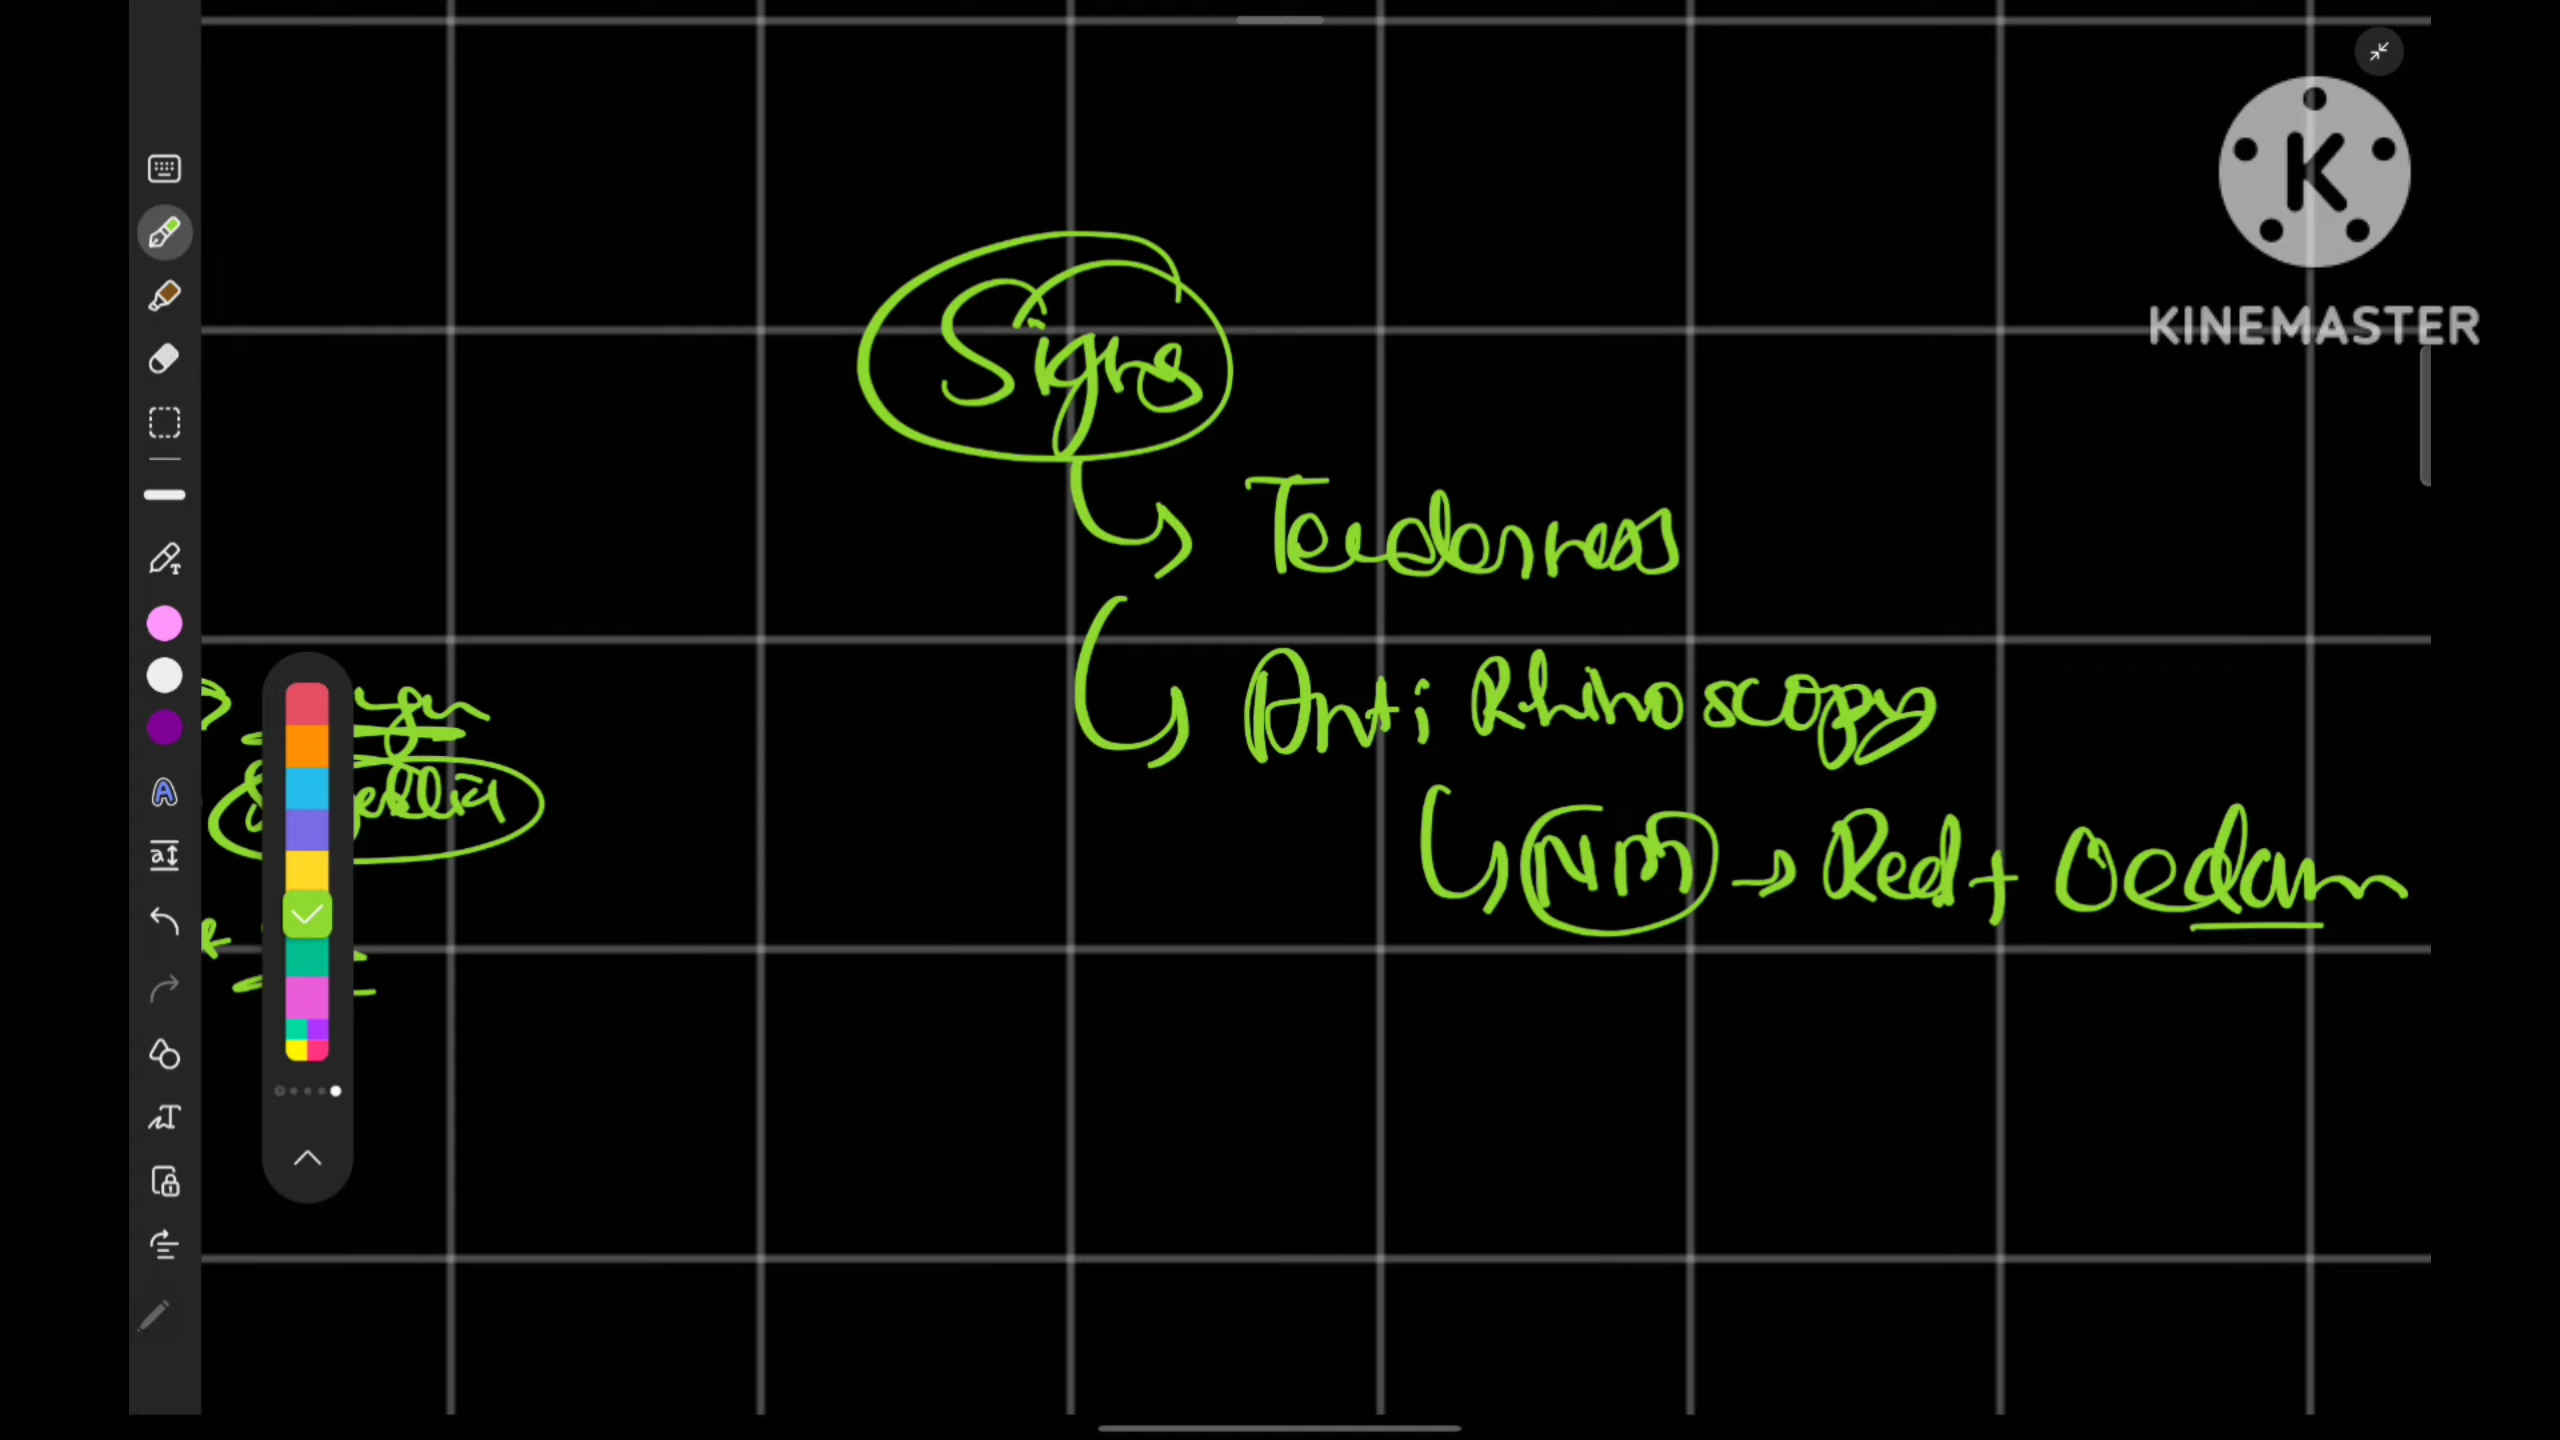 KINEMASTER
Signs
Tenderness
Anti Rhinoscopy
NM → Red + Oedam